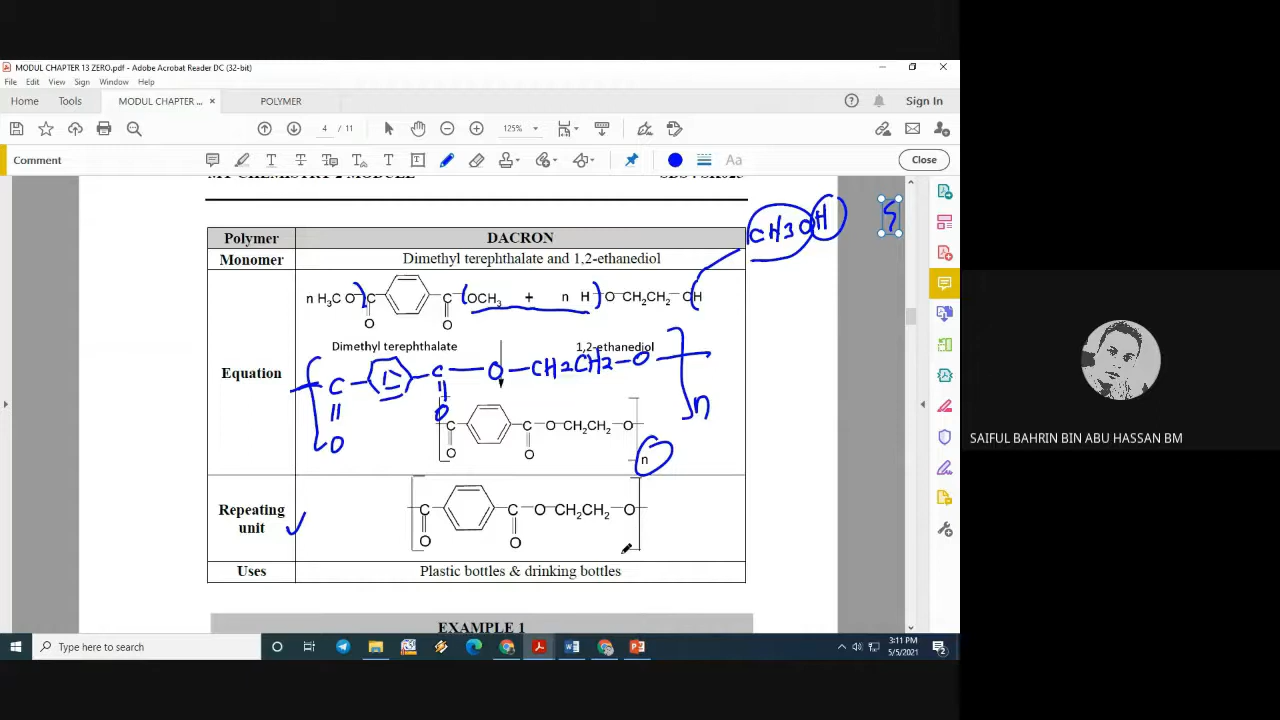 MODUL CHAPTER 13 ZERO.pdf - Adobe Acrobat Reader DC (32-bit)
File Edit View Sign Window Help
Home Tools MODUL CHAPTER ... × POLYMER Sign In
4 / 11 125%
Comment Close
MY CHEMISTRY 2 MODULE
CH3OH
Polymer DACRON
Monomer Dimethyl terephthalate and 1,2-ethanediol
n H3C O C OCH3 + n H O CH2CH2 OH
O O
Dimethyl terephthalate 1,2-ethanediol
Equation
C C O CH2CH2 O
O O n
C C O CH2CH2 O
O O n
Repeating unit
C C O CH2CH2 O
O O
Uses Plastic bottles & drinking bottles
EXAMPLE 1
Type here to search
3:11 PM
5/5/2021
SAIFUL BAHRIN BIN ABU HASSAN BM